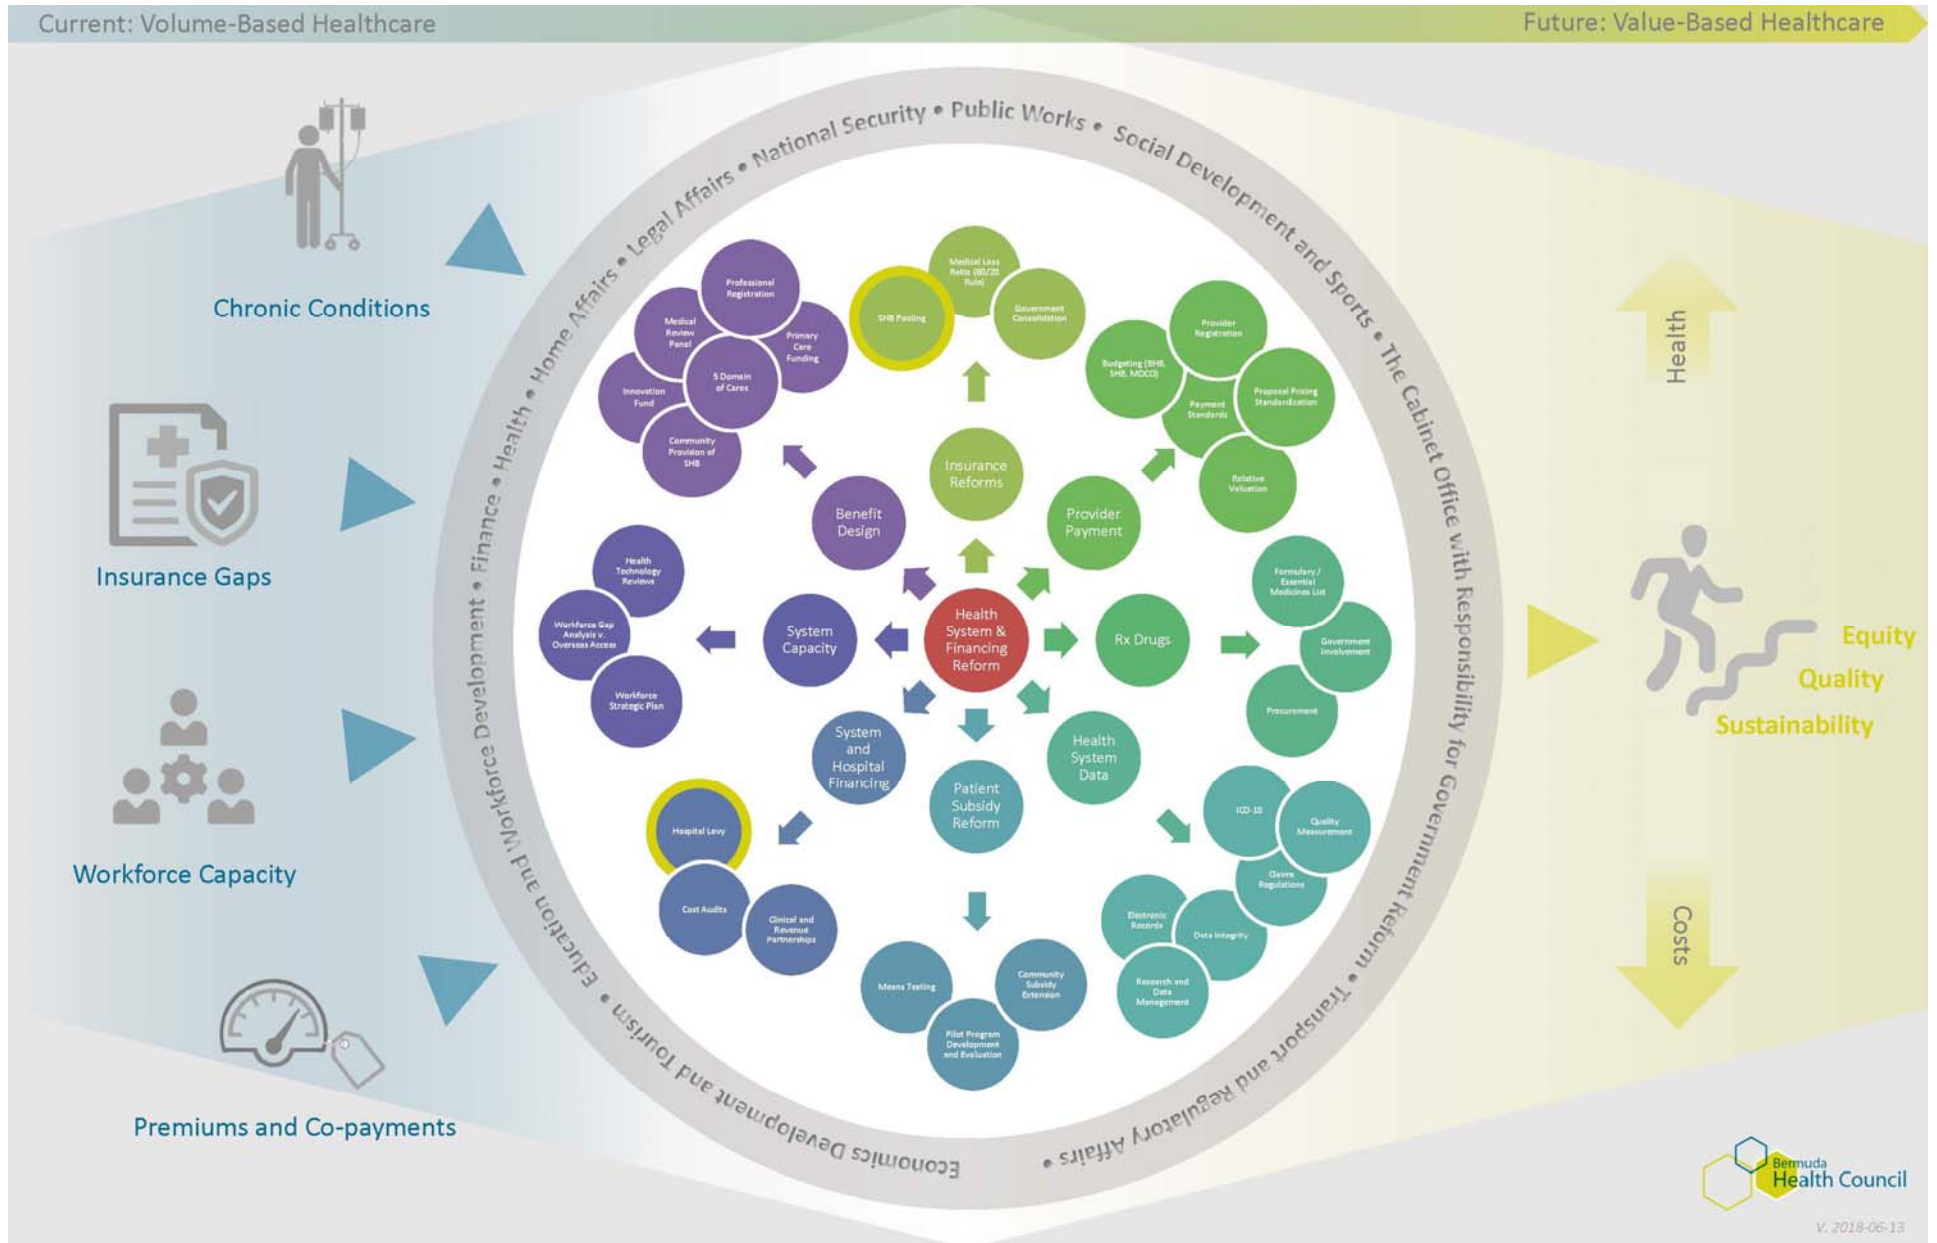 Current: Volume-Based Healthcare
Future: Value-Based Healthcare
Chronic Conditions
Insurance Gaps
Workforce Capacity
Premiums and Co-payments
Economics Development and Tourism • Education and Workforce Development • Finance • Health • Home Affairs • Legal Affairs • National Security • Public Works • Social Development and Sports • The Cabinet Office with Responsibility for Government Reform • Transport and Regulatory Affairs •
Health
System &
Financing
Reform
Insurance
Reforms
SHB Pooling
Medical Loss
Ratio (80/20
Rule)
Government
Consolidation
Provider
Payment
Budgeting (BHB,
SHB, MOCO)
Provider
Registration
Payment
Standards
Proposal Pricing
Standardization
Relative
Valuation
Rx Drugs
Formulary /
Essential
Medicines List
Government
Involvement
Procurement
Health
System
Data
ICD-10
Quality
Measurement
Claims
Regulations
Electronic
Records
Data Integrity
Research and
Data
Management
Patient
Subsidy
Reform
Means Testing
Pilot Program
Development
and Evaluation
Community
Subsidy
Extension
System
and
Hospital
Financing
Hospital Levy
Cost Audits
Clinical and
Revenue
Partnerships
System
Capacity
Health
Technology
Reviews
Workforce Gap
Analysis v.
Overseas Access
Workforce
Strategic Plan
Benefit
Design
Professional
Registration
Medical
Review
Panel
Primary
Care
Funding
5 Domain
of Cares
Innovation
Fund
Community
Provision of
SHB
Health
Equity
Quality
Sustainability
Costs
Bermuda
Health Council
V. 2018-06-13